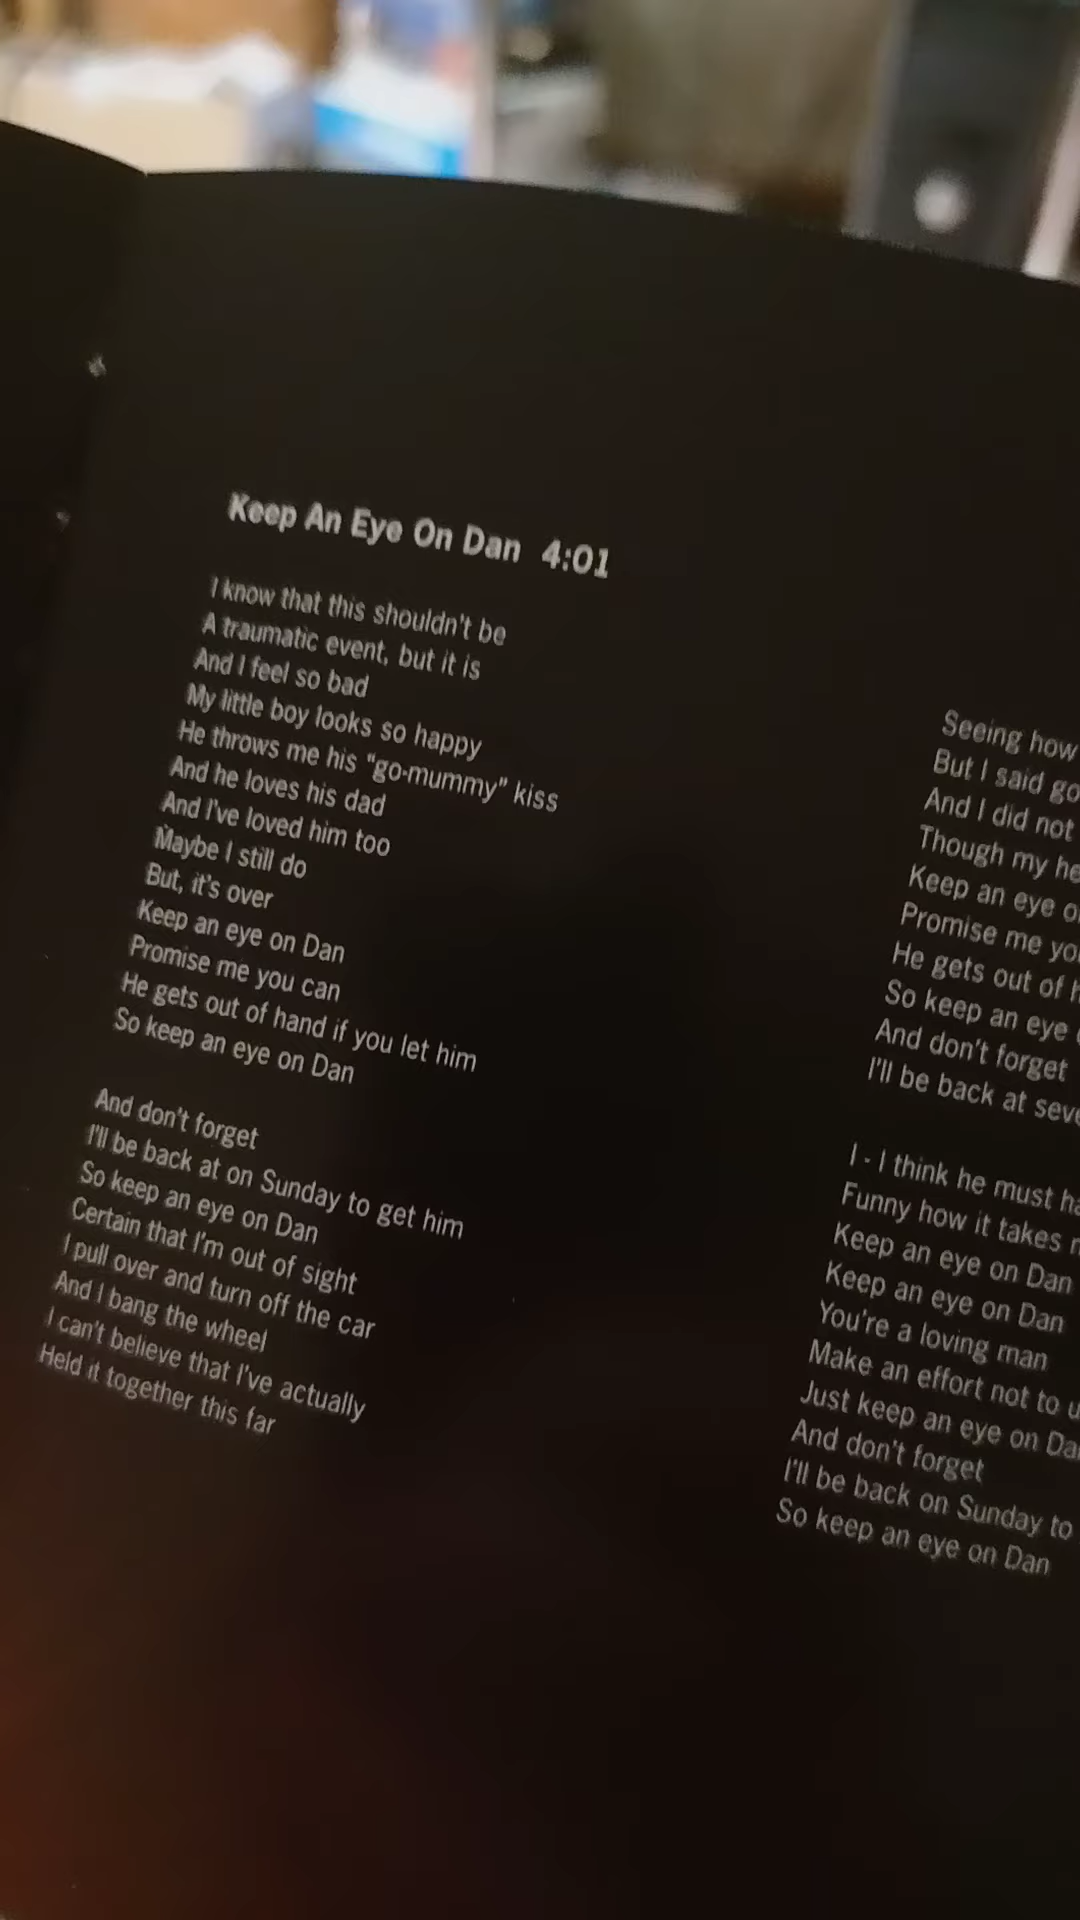 Keep An Eye On Dan 4:01
I know that this shouldn't be
A traumatic event, but it is
And I feel so bad
My little boy looks so happy
He throws me his "go-mummy" kiss
And he loves his dad
And I've loved him too
Maybe I still do
But, it's over
Keep an eye on Dan
Promise me you can
He gets out of hand if you let him
So keep an eye on Dan
And don't forget
I'll be back at on Sunday to get him
So keep an eye on Dan
Certain that I'm out of sight
I pull over and turn off the car
And I bang the wheel
I can't believe that I've actually
Held it together this far
Seeing how
But I said
And I did not
Though my
Keep an eye
Promise me
He gets out of
So keep an eye
And don't forget
I'll be back at
I - I think he must
Funny how it takes
Keep an eye on Dan
Keep an eye on Dan
You're a loving man
Make an effort not to
Just keep an eye on
And don't forget
I'll be back on Sunday to
So keep an eye on Dan